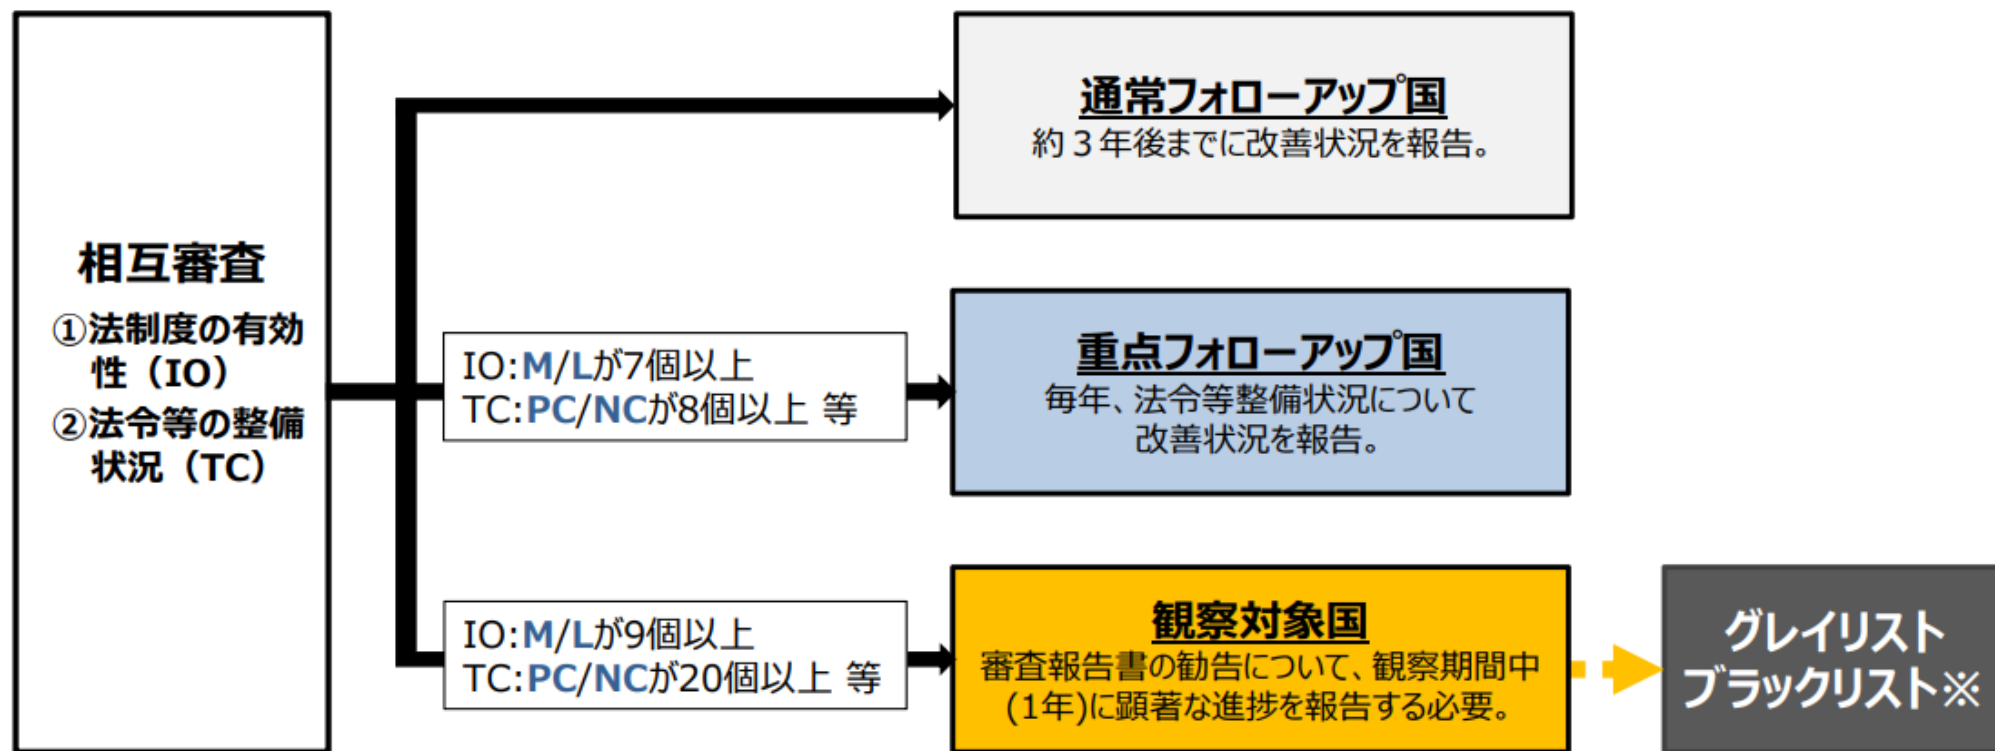 相互審査
①法制度の有効
性（IO）
②法令等の整備
状況（TC）
通常フォローアップ国
約３年後までに改善状況を報告。
IO:M/Lが7個以上
TC:PC/NCが8個以上 等
重点フォローアップ国
毎年、法令等整備状況について
改善状況を報告。
IO:M/Lが9個以上
TC:PC/NCが20個以上 等
観察対象国
審査報告書の勧告について、観察期間中
(1年)に顕著な進捗を報告する必要。
グレイリスト
ブラックリスト※